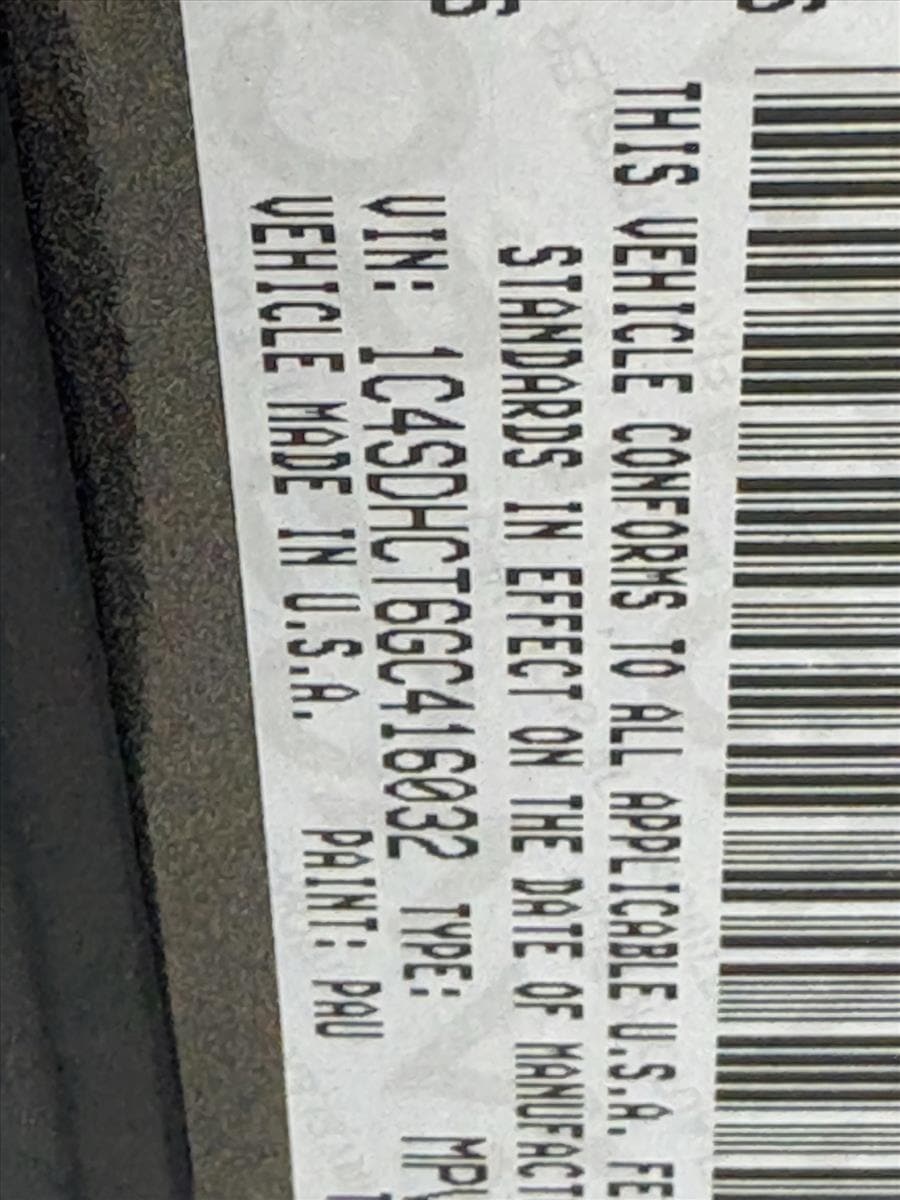 THIS VEHICLE CONFORMS TO ALL APPLICABLE U.S.A. FE
STANDARDS IN EFFECT ON THE DATE OF MANUFACT
VIN: 1C4SDHCT6GC416032 TYPE: MPV
VEHICLE MADE IN U.S.A. PAINT: PAU